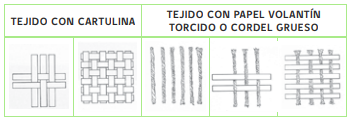 TEJIDO CON CARTULINA
TEJIDO CON PAPEL VOLANTÍN
TORCIDO O CORDEL GRUESO